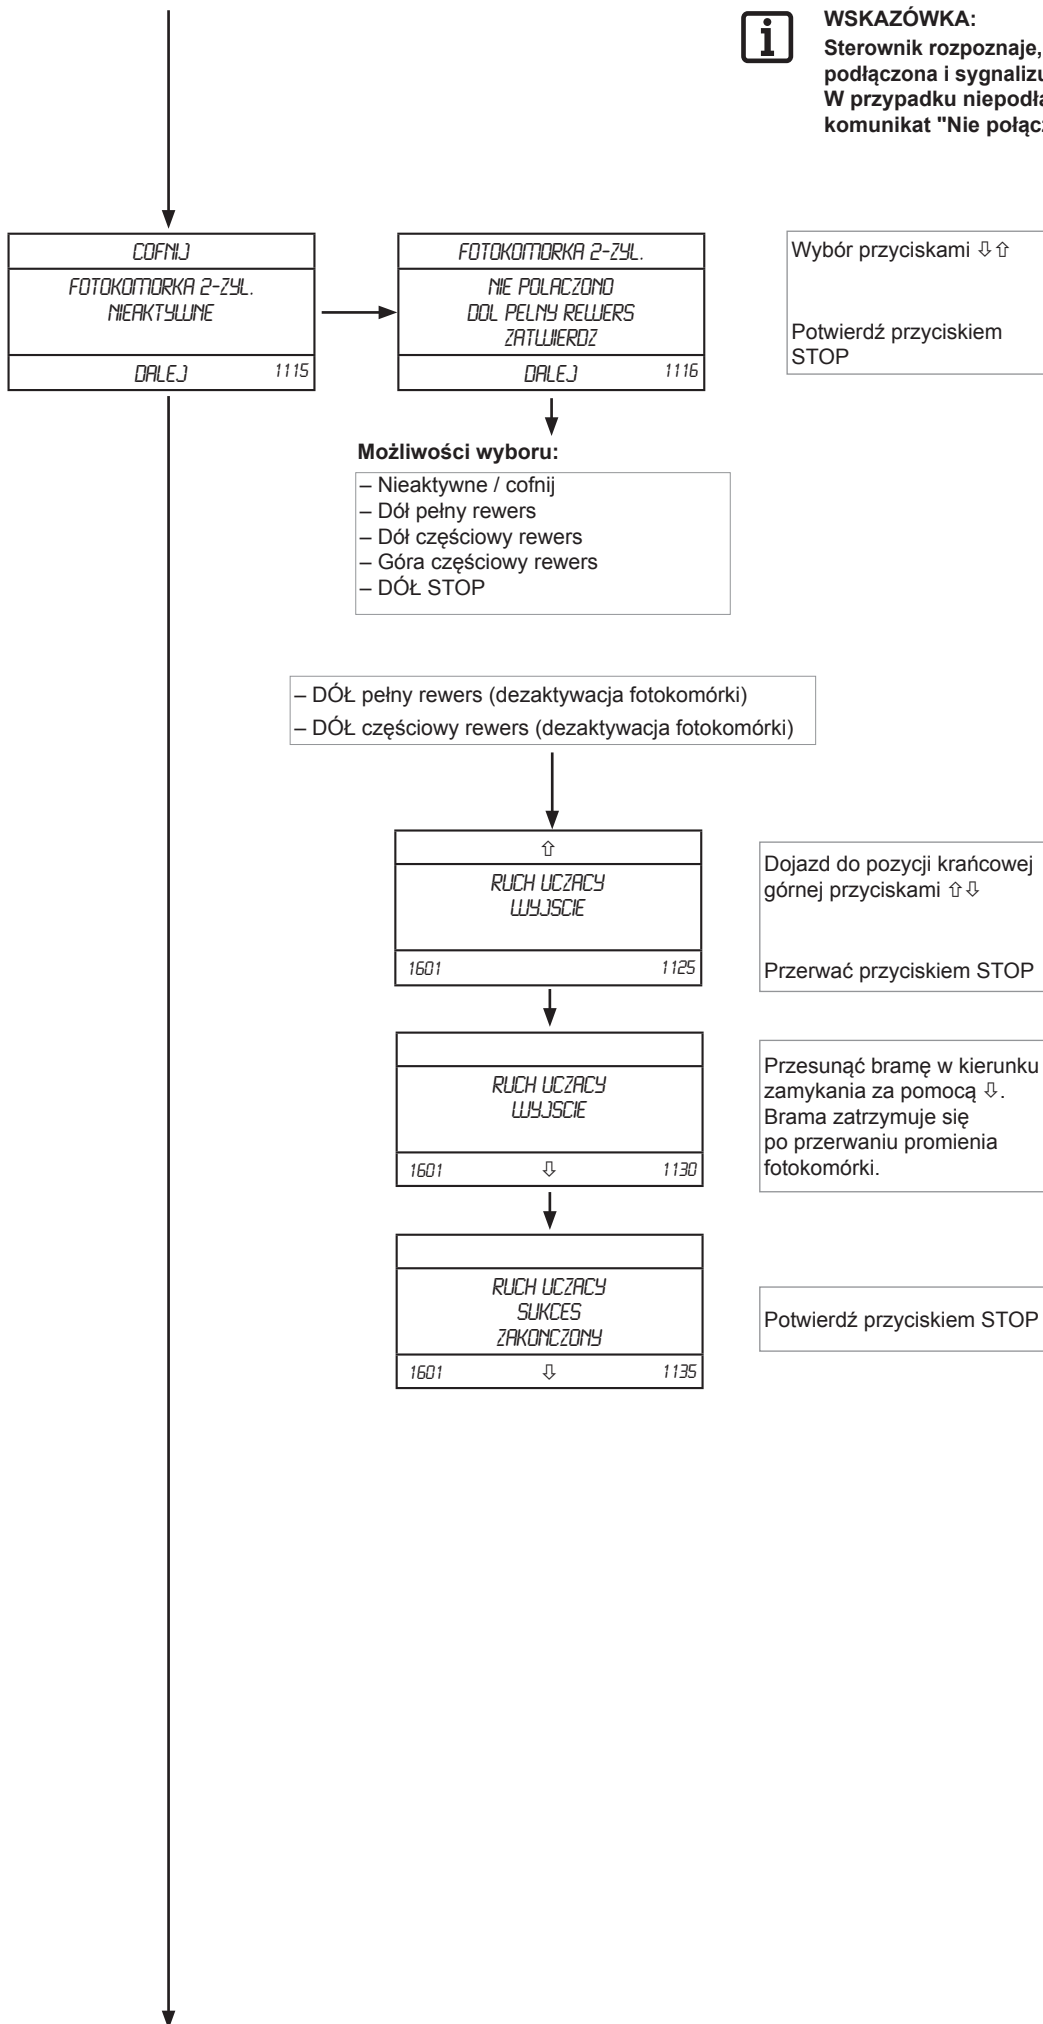 WSKAZÓWKA:
Sterownik rozpoznaje,
podłączona i
W przypadku
komunikat "Nie
COFNIJ
FOTOKOMORKA 2-ZYL.
NIEAKTYWNE
DALEJ 1115
FOTOKOMORKA 2-ZYL.
NIE POLACZONO
DOL PELNY REWERS
ZATWIERDZ
DALEJ 1116
Wybór przyciskami ⇩⇧
Potwierdź przyciskiem
STOP
Możliwości wyboru:
– Nieaktywne / cofnij
– Dół pełny rewers
– Dół częściowy rewers
– Góra częściowy rewers
– DÓŁ STOP
– DÓŁ pełny rewers (dezaktywacja fotokomórki)
– DÓŁ częściowy rewers (dezaktywacja fotokomórki)
⇧
RUCH UCZACY
WYJSCIE
1601 1125
Dojazd do pozycji krańcowej
górnej przyciskami ⇧⇩
Przerwać przyciskiem STOP
RUCH UCZACY
WYJSCIE
1601 ⇩ 1130
Przesunąć bramę w kierunku
zamykania za pomocą ⇩.
Brama zatrzymuje się
po przerwaniu promienia
fotokomórki.
RUCH UCZACY
SUKCES
ZAKONCZONY
1601 ⇩ 1135
Potwierdź przyciskiem STOP